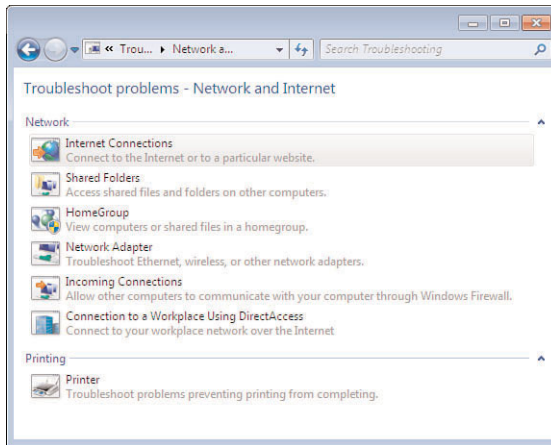 « Trou... Network a... Search Troubleshooting
Troubleshoot problems - Network and Internet
Network
Internet Connections
Connect to the Internet or to a particular website.
Shared Folders
Access shared files and folders on other computers.
HomeGroup
View computers or shared files in a homegroup.
Network Adapter
Troubleshoot Ethernet, wireless, or other network adapters.
Incoming Connections
Allow other computers to communicate with your computer through Windows Firewall.
Connection to a Workplace Using DirectAccess
Connect to your workplace network over the Internet
Printing
Printer
Troubleshoot problems preventing printing from completing.